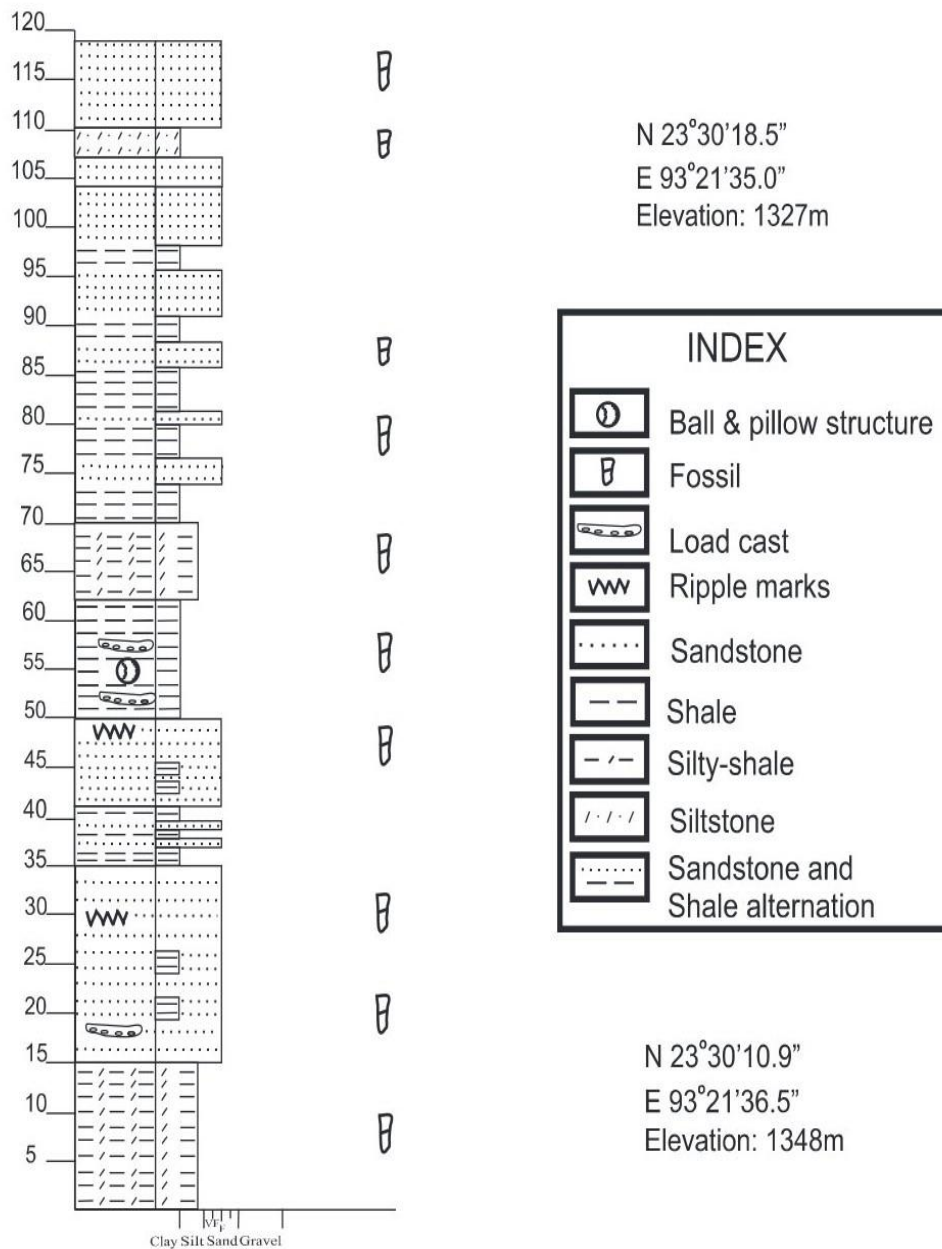 120
115
110
105
100
95
90
85
80
75
70
65
60
55
50
45
40
35
30
25
20
15
10
5
VF F
Clay Silt Sand Gravel
N 23°30'18.5”
E 93°21'35.0”
Elevation: 1327m
INDEX
Ball & pillow structure
Fossil
Load cast
Ripple marks
Sandstone
Shale
Silty-shale
Siltstone
Sandstone and
Shale alternation
N 23°30'10.9”
E 93°21'36.5”
Elevation: 1348m